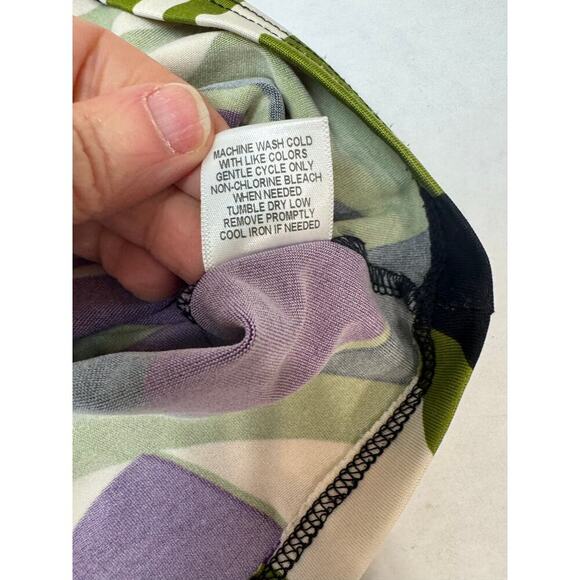 MACHINE WASH COLD
WITH LIKE COLORS
GENTLE CYCLE ONLY
NON-CHLORINE BLEACH
WHEN NEEDED
TUMBLE DRY LOW
REMOVE PROMPTLY
COOL IRON IF NEEDED